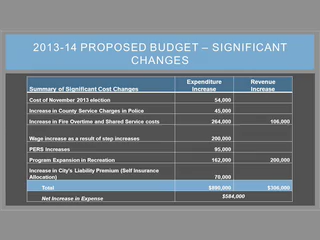 2013-14 PROPOSED BUDGET – SIGNIFICANT
CHANGES
Summary of Significant Cost Changes Expenditure Increase Revenue Increase
Cost of November 2013 election 54,000
Increase in County Service Charges in Police 45,000
Increase in Fire Overtime and Shared Service costs 264,000 106,000
Wage increase as a result of step increases 200,000
PERS Increases 95,000
Program Expansion in Recreation 162,000 200,000
Increase in City's Liability Premium (Self Insurance
Allocation) 70,000
Total $890,000 $306,000
Net Increase in Expense $584,000